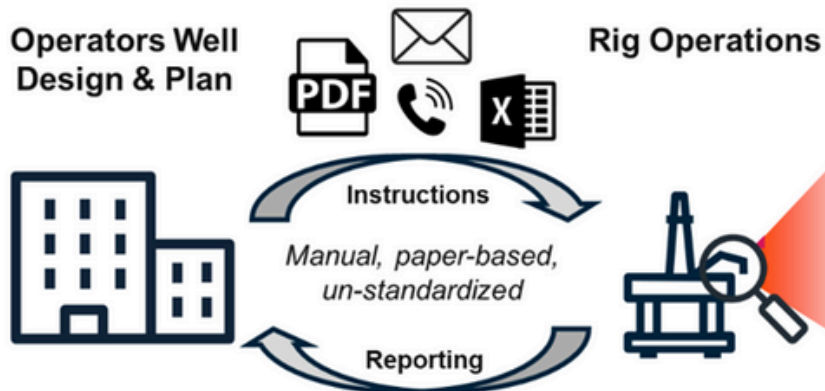 Operators Well
Design & Plan
PDF
X
Rig Operations
Instructions
Manual, paper-based,
un-standardized
Reporting